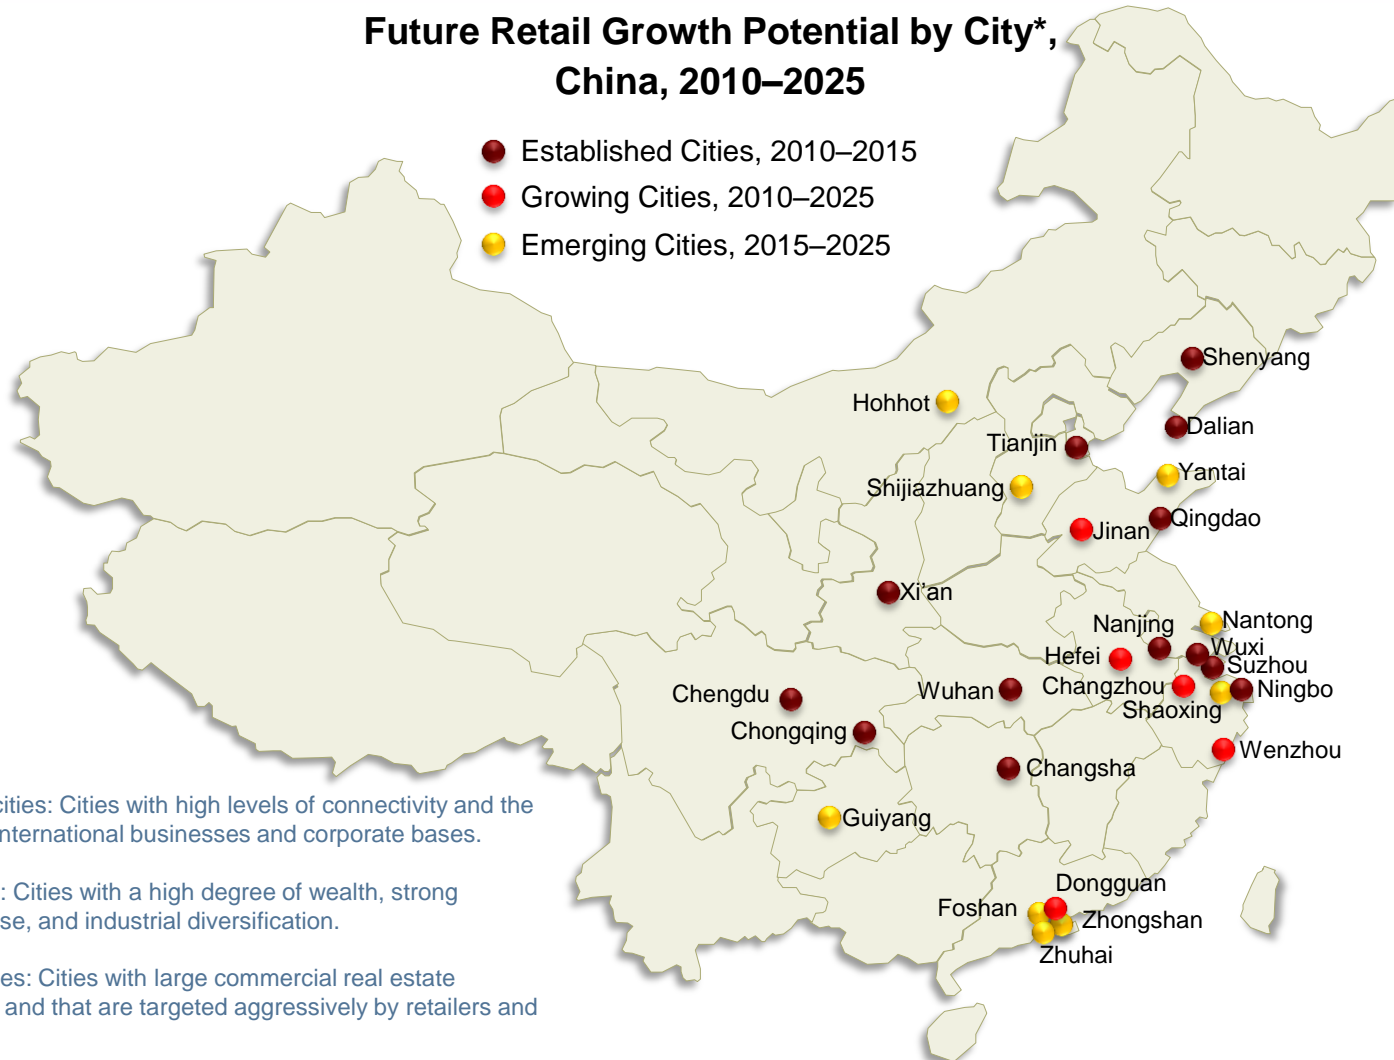 Future Retail Growth Potential by City*,
China, 2010–2025
Established Cities, 2010–2015
Growing Cities, 2010–2025
Emerging Cities, 2015–2025
Shenyang
Hohhot
Dalian
Tianjin
Yantai
Shijiazhuang
Qingdao
Jinan
Xi'an
Nanjing
Nantong
Wuxi
Hefei
Suzhou
Chengdu
Wuhan
Changzhou
Ningbo
Shaoxing
Chongqing
Wenzhou
Changsha
Guiyang
Dongguan
Foshan
Zhongshan
Zhuhai
cities: Cities with high levels of connectivity and the
international businesses and corporate bases.
: Cities with a high degree of wealth, strong
se, and industrial diversification.
es: Cities with large commercial real estate
and that are targeted aggressively by retailers and